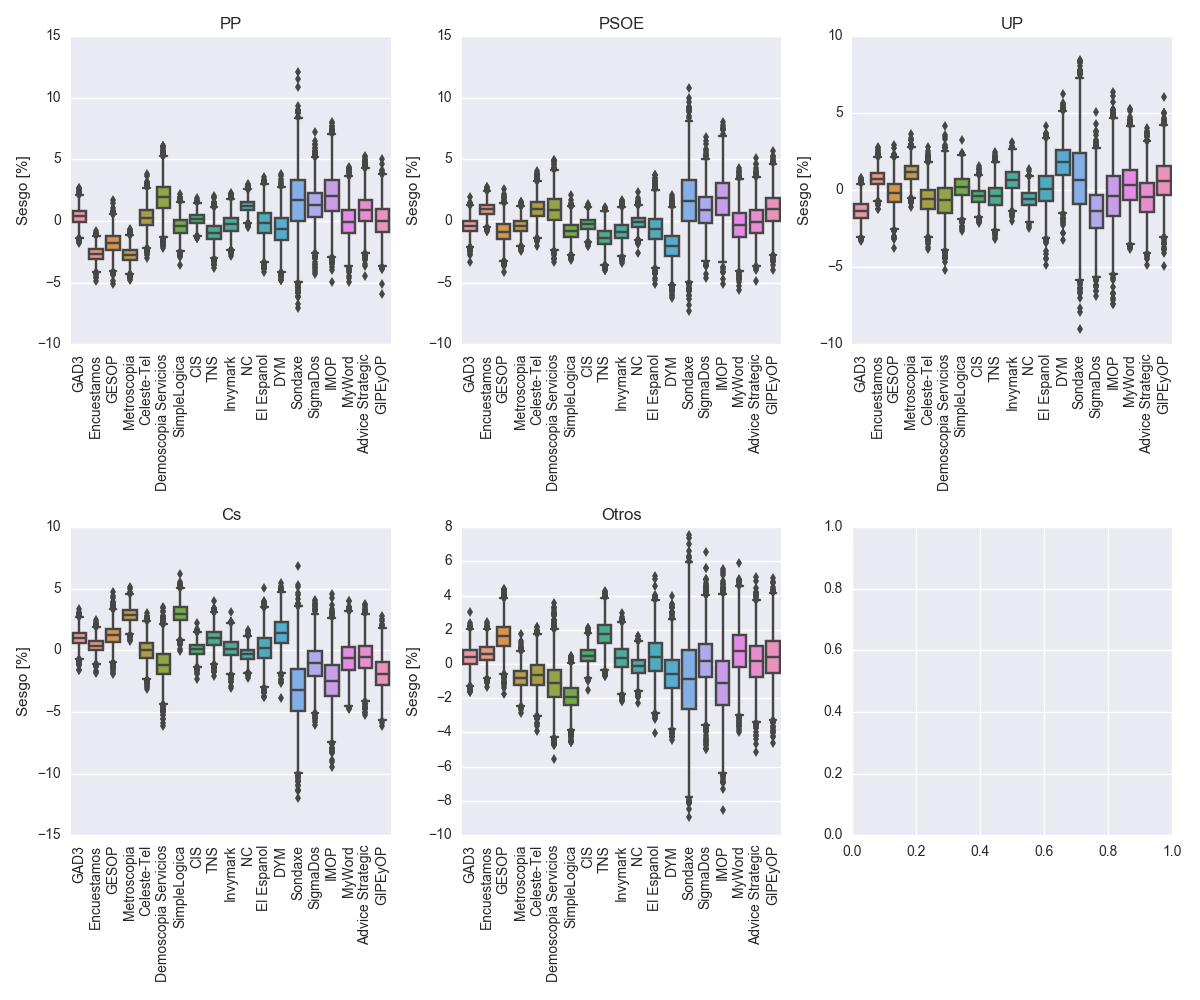 PP
15
10
5
0
−5
−10
Sesgo [%]
GAD3
Encuestamos
GESOP
Metroscopia
Celeste-Tel
Demoscopia Servicios
SimpleLogica
CIS
TNS
Invymark
NC
El Espanol
DYM
Sondaxe
SigmaDos
IMOP
MyWord
Advice Strategic
GIPEyOP
PSOE
15
10
5
0
−5
−10
Sesgo [%]
GAD3
Encuestamos
GESOP
Metroscopia
Celeste-Tel
Demoscopia Servicios
SimpleLogica
CIS
TNS
Invymark
NC
El Espanol
DYM
Sondaxe
SigmaDos
IMOP
MyWord
Advice Strategic
GIPEyOP
UP
10
5
0
−5
−10
Sesgo [%]
GAD3
Encuestamos
GESOP
Metroscopia
Celeste-Tel
Demoscopia Servicios
SimpleLogica
CIS
TNS
Invymark
NC
El Espanol
DYM
Sondaxe
SigmaDos
IMOP
MyWord
Advice Strategic
GIPEyOP
Cs
10
5
0
−5
−10
−15
Sesgo [%]
GAD3
Encuestamos
GESOP
Metroscopia
Celeste-Tel
Demoscopia Servicios
SimpleLogica
CIS
TNS
Invymark
NC
El Espanol
DYM
Sondaxe
SigmaDos
IMOP
MyWord
Advice Strategic
GIPEyOP
Otros
8
6
4
2
0
−2
−4
−6
−8
−10
Sesgo [%]
GAD3
Encuestamos
GESOP
Metroscopia
Celeste-Tel
Demoscopia Servicios
SimpleLogica
CIS
TNS
Invymark
NC
El Espanol
DYM
Sondaxe
SigmaDos
IMOP
MyWord
Advice Strategic
GIPEyOP
1.0
0.8
0.6
0.4
0.2
0.0
0.0 0.2 0.4 0.6 0.8 1.0